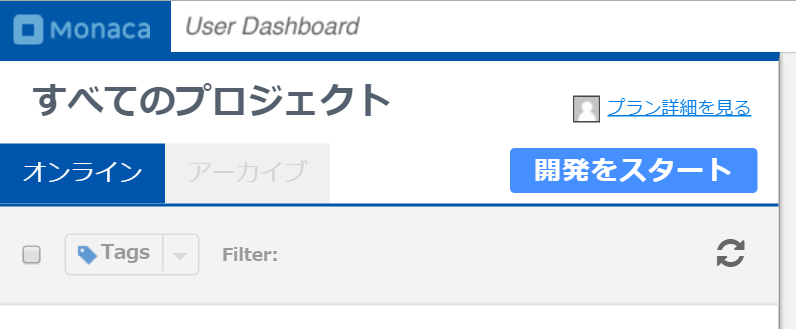 Monaca User Dashboard
すべてのプロジェクト
プラン詳細を見る
オンライン アーカイブ 開発をスタート
Tags Filter: